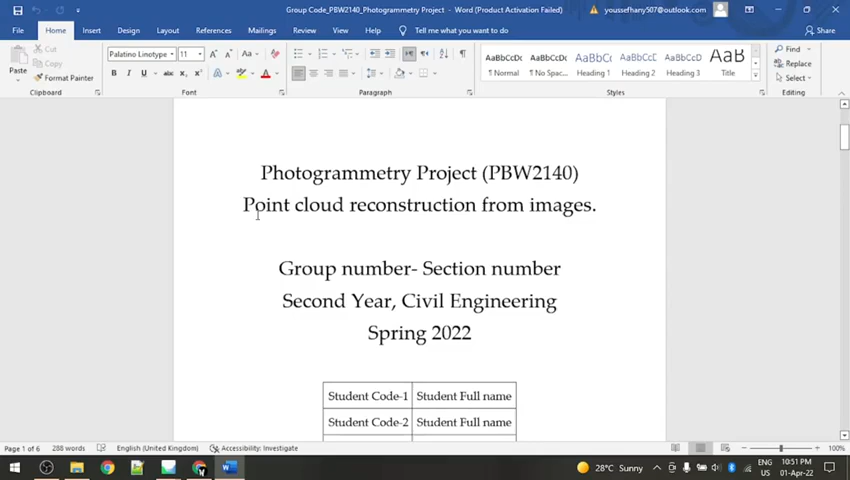 Group Code_PBW2140_Photogrammetry Project - Word (Product Activation Failed)
youssefhany507@outlook.com
File Home Insert Design Layout References Mailings Review View Help Tell me what you want to do Share
Paste
Cut
Copy
Format Painter
Clipboard
Palatino Linotype 11
Font
Paragraph
AaBbCcDc AaBbCcDc AaBbC AaBbCcC AaBbCcD AaB
¶ Normal ¶ No Spac... Heading 1 Heading 2 Heading 3 Title
Styles
Find
Replace
Select
Editing
Photogrammetry Project (PBW2140)
Point cloud reconstruction from images.
Group number- Section number
Second Year, Civil Engineering
Spring 2022
Student Code-1 Student Full name
Student Code-2 Student Full name
Page 1 of 6 288 words English (United Kingdom) Accessibility: Investigate 100%
28°C Sunny
ENG
US
10:51 PM
01-Apr-22